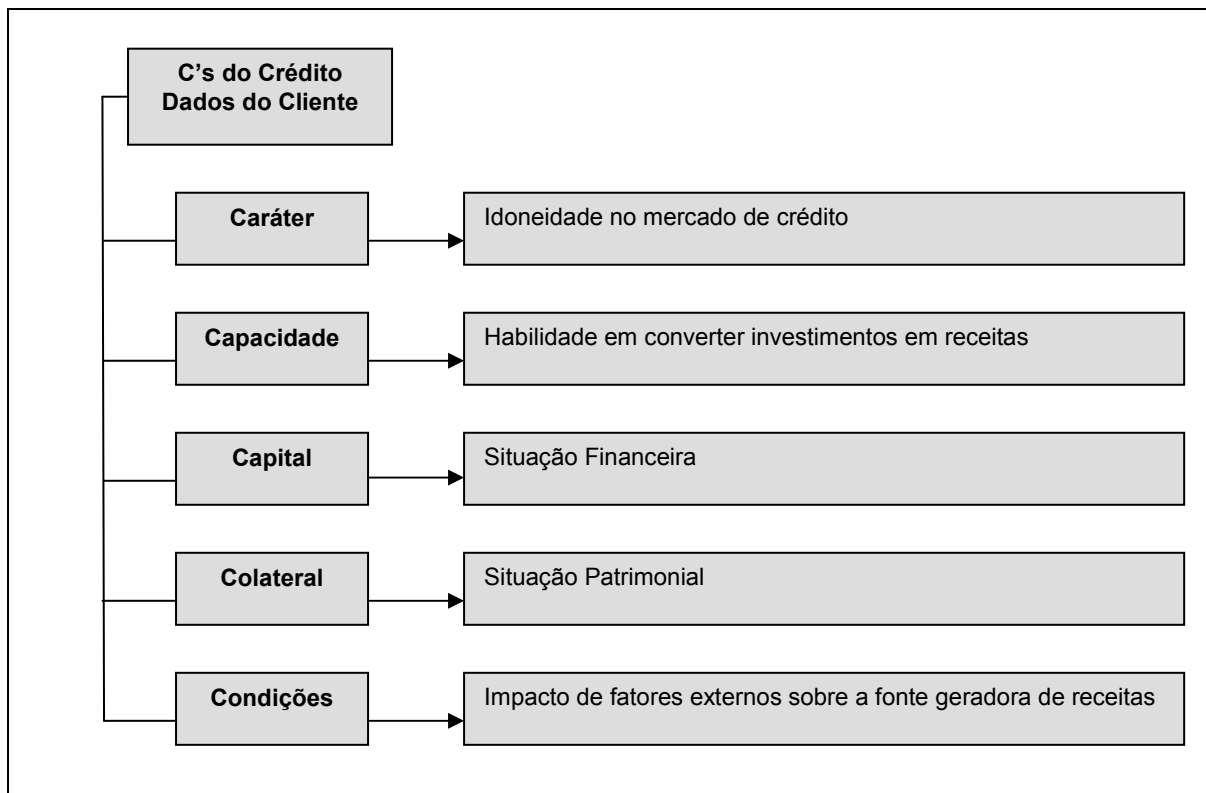 C's do Crédito
Dados do Cliente
Caráter
Idoneidade no mercado de crédito
Capacidade
Habilidade em converter investimentos em receitas
Capital
Situação Financeira
Colateral
Situação Patrimonial
Condições
Impacto de fatores externos sobre a fonte geradora de receitas